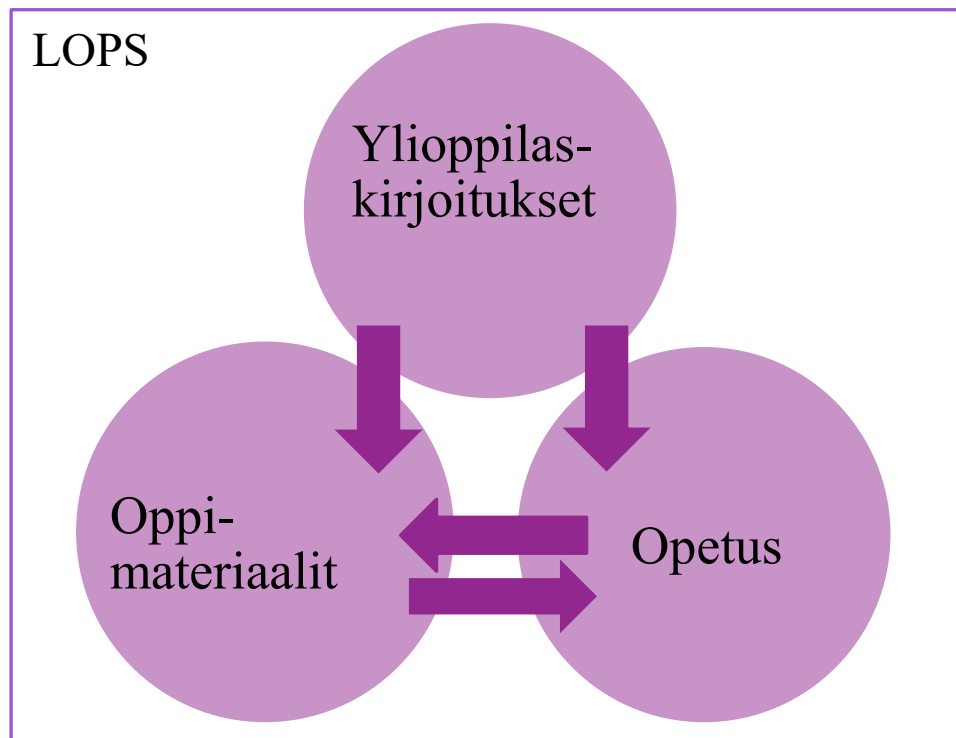 LOPS
Ylioppilas-
kirjoitukset
Oppi-
materiaalit
Opetus